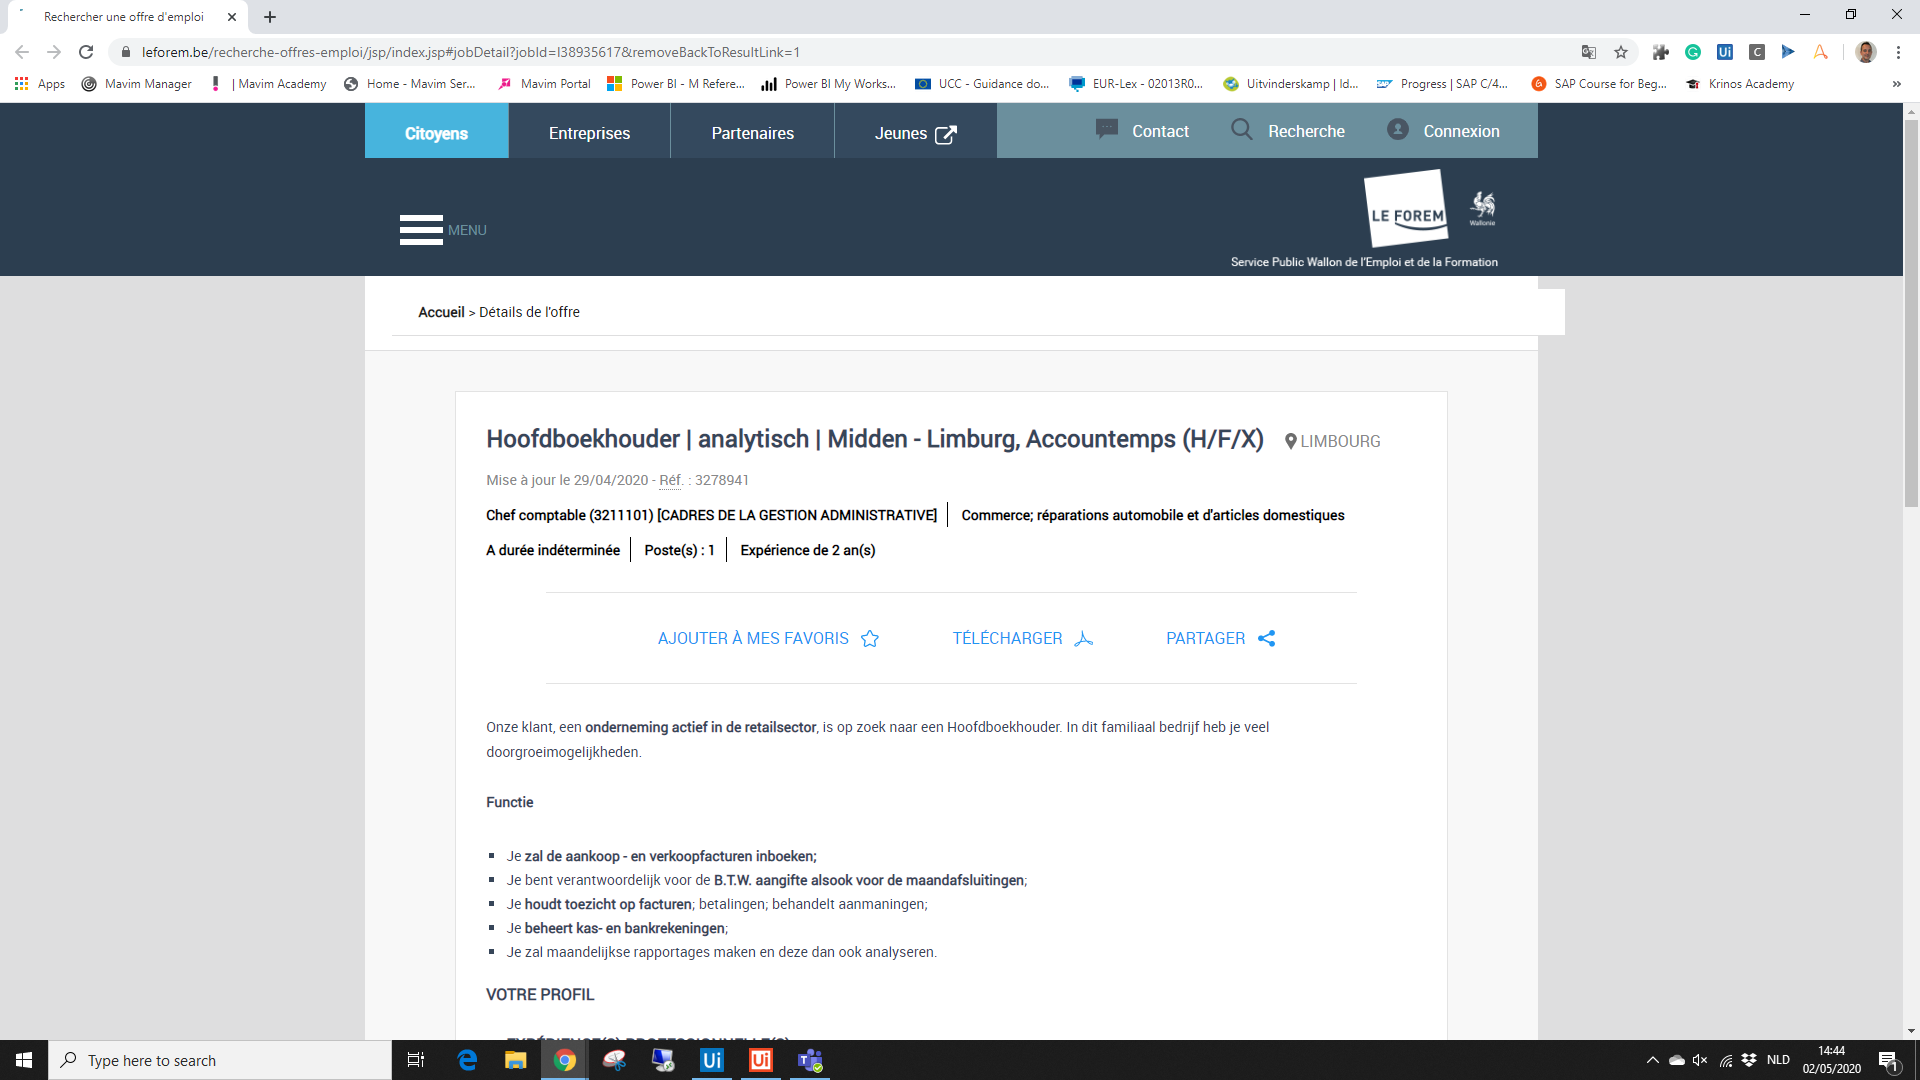 Rechercher une offre d'emploi
leforem.be/recherche-offres-emploi/jsp/index.jsp#jobDetail?jobId=I38935617&removeBackToResultLink=1
Apps Mavim Manager | Mavim Academy Home - Mavim Ser... Mavim Portal Power BI - M Refere... Power BI My Works... UCC - Guidance do... EUR-Lex - 02013R0... Uitvinderskamp | Id... Progress | SAP C/4... SAP Course for Beg... Krinos Academy »
Citoyens Entreprises Partenaires Jeunes Contact Recherche Connexion
MENU
LE FOREM
Wallonie
Service Public Wallon de l'Emploi et de la Formation
Accueil > Détails de l'offre
Hoofdboekhouder | analytisch | Midden - Limburg, Accountemps (H/F/X) LIMBOURG
Mise à jour le 29/04/2020 - Réf. : 3278941
Chef comptable (3211101) [CADRES DE LA GESTION ADMINISTRATIVE] Commerce; réparations automobile et d'articles domestiques
A durée indéterminée Poste(s) : 1 Expérience de 2 an(s)
AJOUTER À MES FAVORIS TÉLÉCHARGER PARTAGER
Onze klant, een onderneming actief in de retailsector, is op zoek naar een Hoofdboekhouder. In dit familiaal bedrijf heb je veel
doorgroeimogelijkheden.
Functie
Je zal de aankoop - en verkoopfacturen inboeken;
Je bent verantwoordelijk voor de B.T.W. aangifte alsook voor de maandafsluitingen;
Je houdt toezicht op facturen; betalingen; behandelt aanmaningen;
Je beheert kas- en bankrekeningen;
Je zal maandelijkse rapportages maken en deze dan ook analyseren.
VOTRE PROFIL
EXPÉRIENCE(S) PROFESSIONNELLE(S)
Type here to search
NLD
14:44
02/05/2020
1